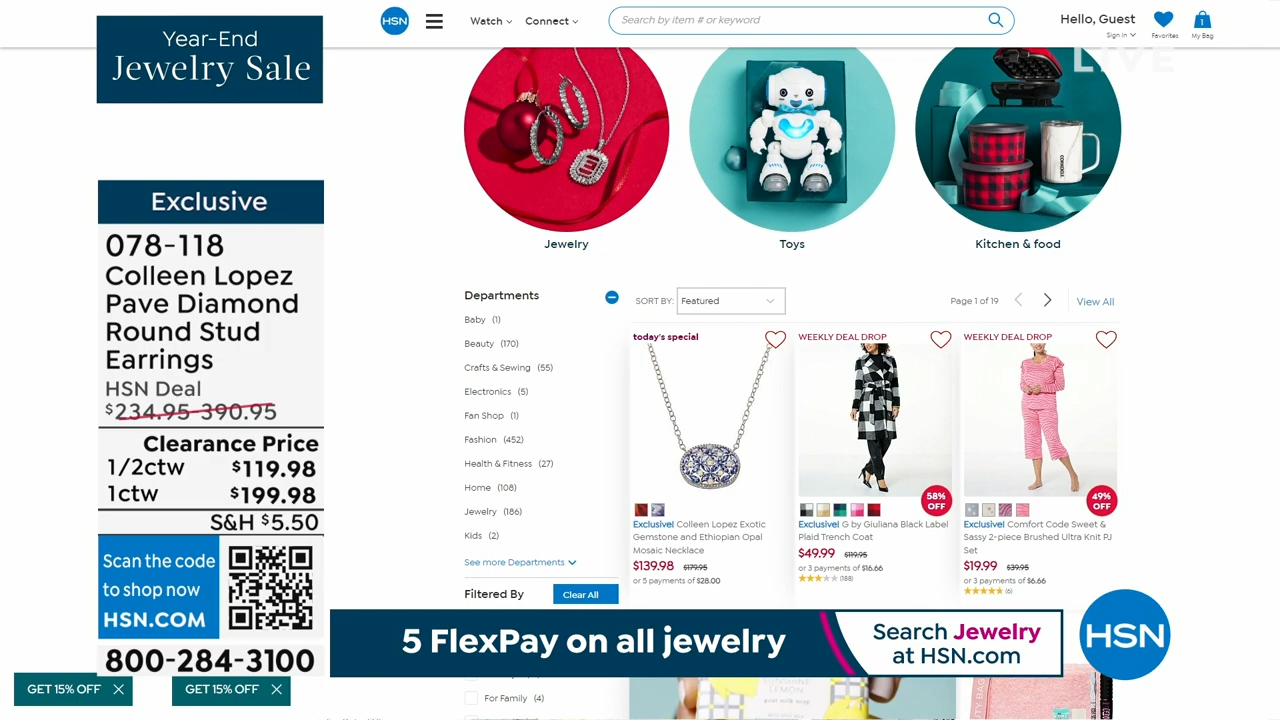 Year-End
Jewelry Sale
Exclusive
078-118
Colleen Lopez
Pave Diamond
Round Stud
Earrings
HSN Deal
$234.95-390.95
Clearance Price
1/2ctw $119.98
1ctw $199.98
S&H $5.50
Scan the code
to shop now
HSN.COM
800-284-3100
GET 15% OFF
GET 15% OFF
HSN
Watch
Connect
Search by item # or keyword
Hello, Guest
Sign In
Favorites
1
My Bag
LIVE
CORKCICLE
Jewelry
Toys
Kitchen & food
Departments
Baby (1)
Beauty (170)
Crafts & Sewing (55)
Electronics (5)
Fan Shop (1)
Fashion (452)
Health & Fitness (27)
Home (108)
Jewelry (186)
Kids (2)
See more Departments
Filtered By
Clear All
For Family (4)
SORT BY:
Featured
Page 1 of 19
View All
today's special
Exclusive! Colleen Lopez Exotic
Gemstone and Ethiopian Opal
Mosaic Necklace
$139.98 $179.95
or 5 payments of $28.00
WEEKLY DEAL DROP
58%
OFF
Exclusive! G by Giuliana Black Label
Plaid Trench Coat
$49.99 $119.95
or 3 payments of $16.66
(188)
WEEKLY DEAL DROP
49%
OFF
Exclusive! Comfort Code Sweet &
Sassy 2-piece Brushed Ultra Knit PJ
Set
$19.99 $39.95
or 3 payments of $6.66
(6)
5 FlexPay on all jewelry
Search Jewelry
at HSN.com
HSN
SUNSHINE
LEMON
goat milk soap